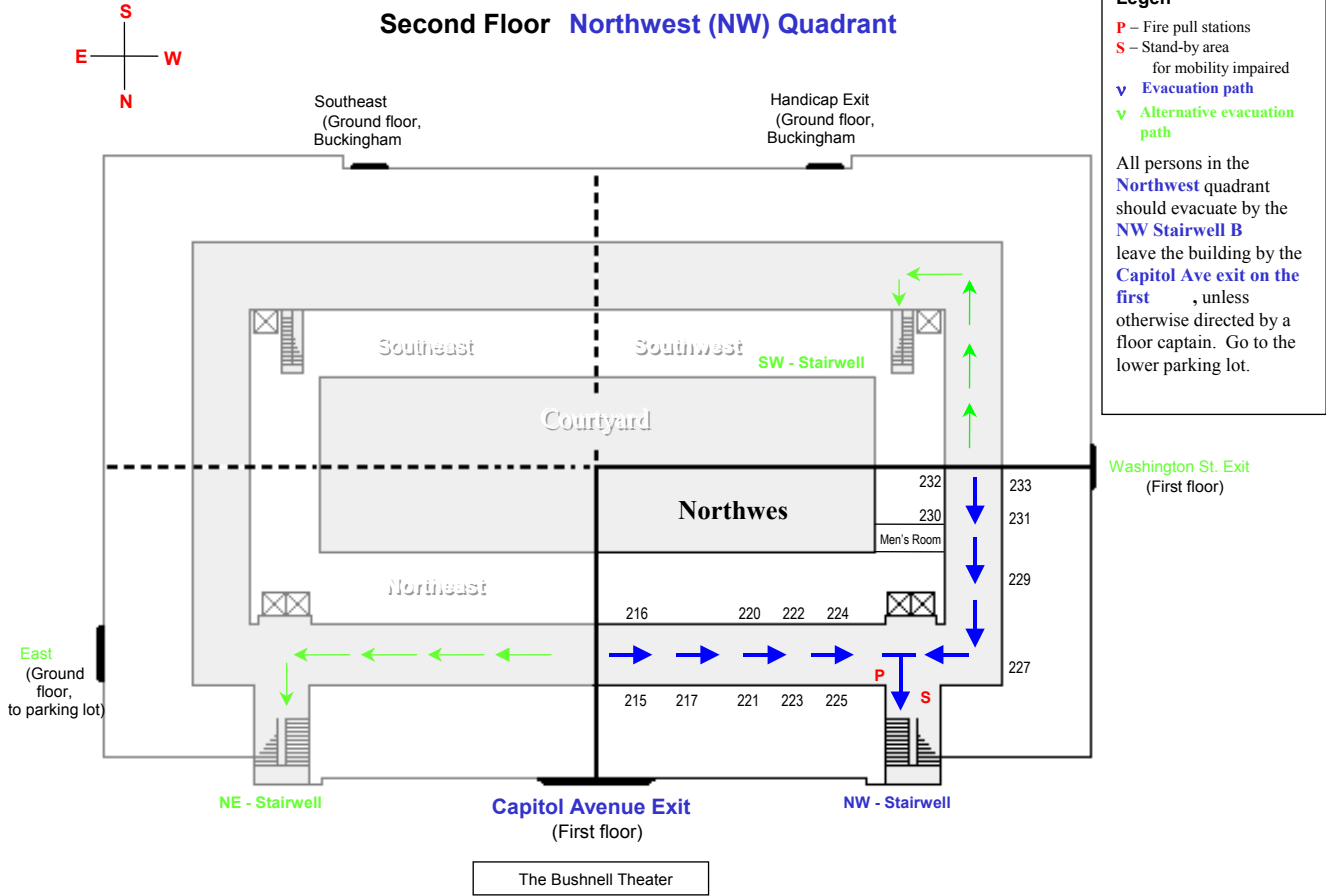 Second Floor Northwest (NW) Quadrant
S
E
W
N
Legen
P – Fire pull stations
S – Stand-by area
for mobility impaired
ν Evacuation path
ν Alternative evacuation
path
All persons in the
Northwest quadrant
should evacuate by the
NW Stairwell B
leave the building by the
Capitol Ave exit on the
first , unless
otherwise directed by a
floor captain. Go to the
lower parking lot.
Southeast
(Ground floor,
Buckingham
Handicap Exit
(Ground floor,
Buckingham
Southeast
Southwest
SW - Stairwell
Courtyard
Washington St. Exit
(First floor)
Northwes
232
233
230
231
Men's Room
229
Northeast
216
220
222
224
East
(Ground
floor,
to parking lot)
227
P
S
215
217
221
223
225
NE - Stairwell
Capitol Avenue Exit
(First floor)
NW - Stairwell
The Bushnell Theater